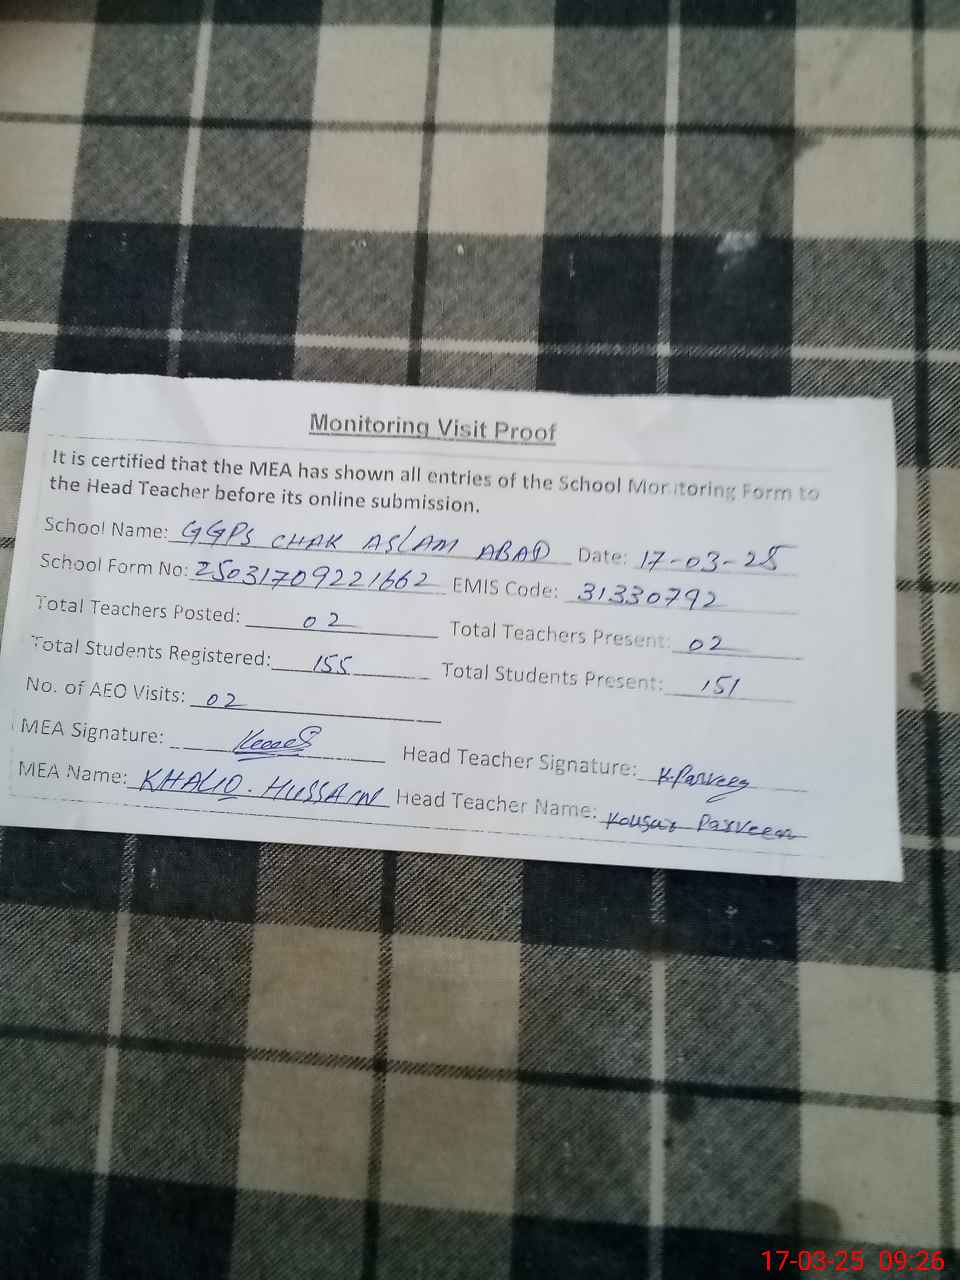 Monitoring Visit Proof
It is certified that the MEA has shown all entries of the School Monitoring Form to
the Head Teacher before its online submission.
School Name: GGPS CHAK ASLAM ABAD Date: 17-03-25
School Form No: 25031709221662 EMIS Code: 31330792
Total Teachers Posted: 02 Total Teachers Present: 02
Total Students Registered: 155 Total Students Present: 151
No. of AEO Visits: 02
MEA Signature: Head Teacher Signature: K.Parveen
MEA Name: KHALIQ. HUSSAIN Head Teacher Name: Kousar Parveen
17-03-25 09:26